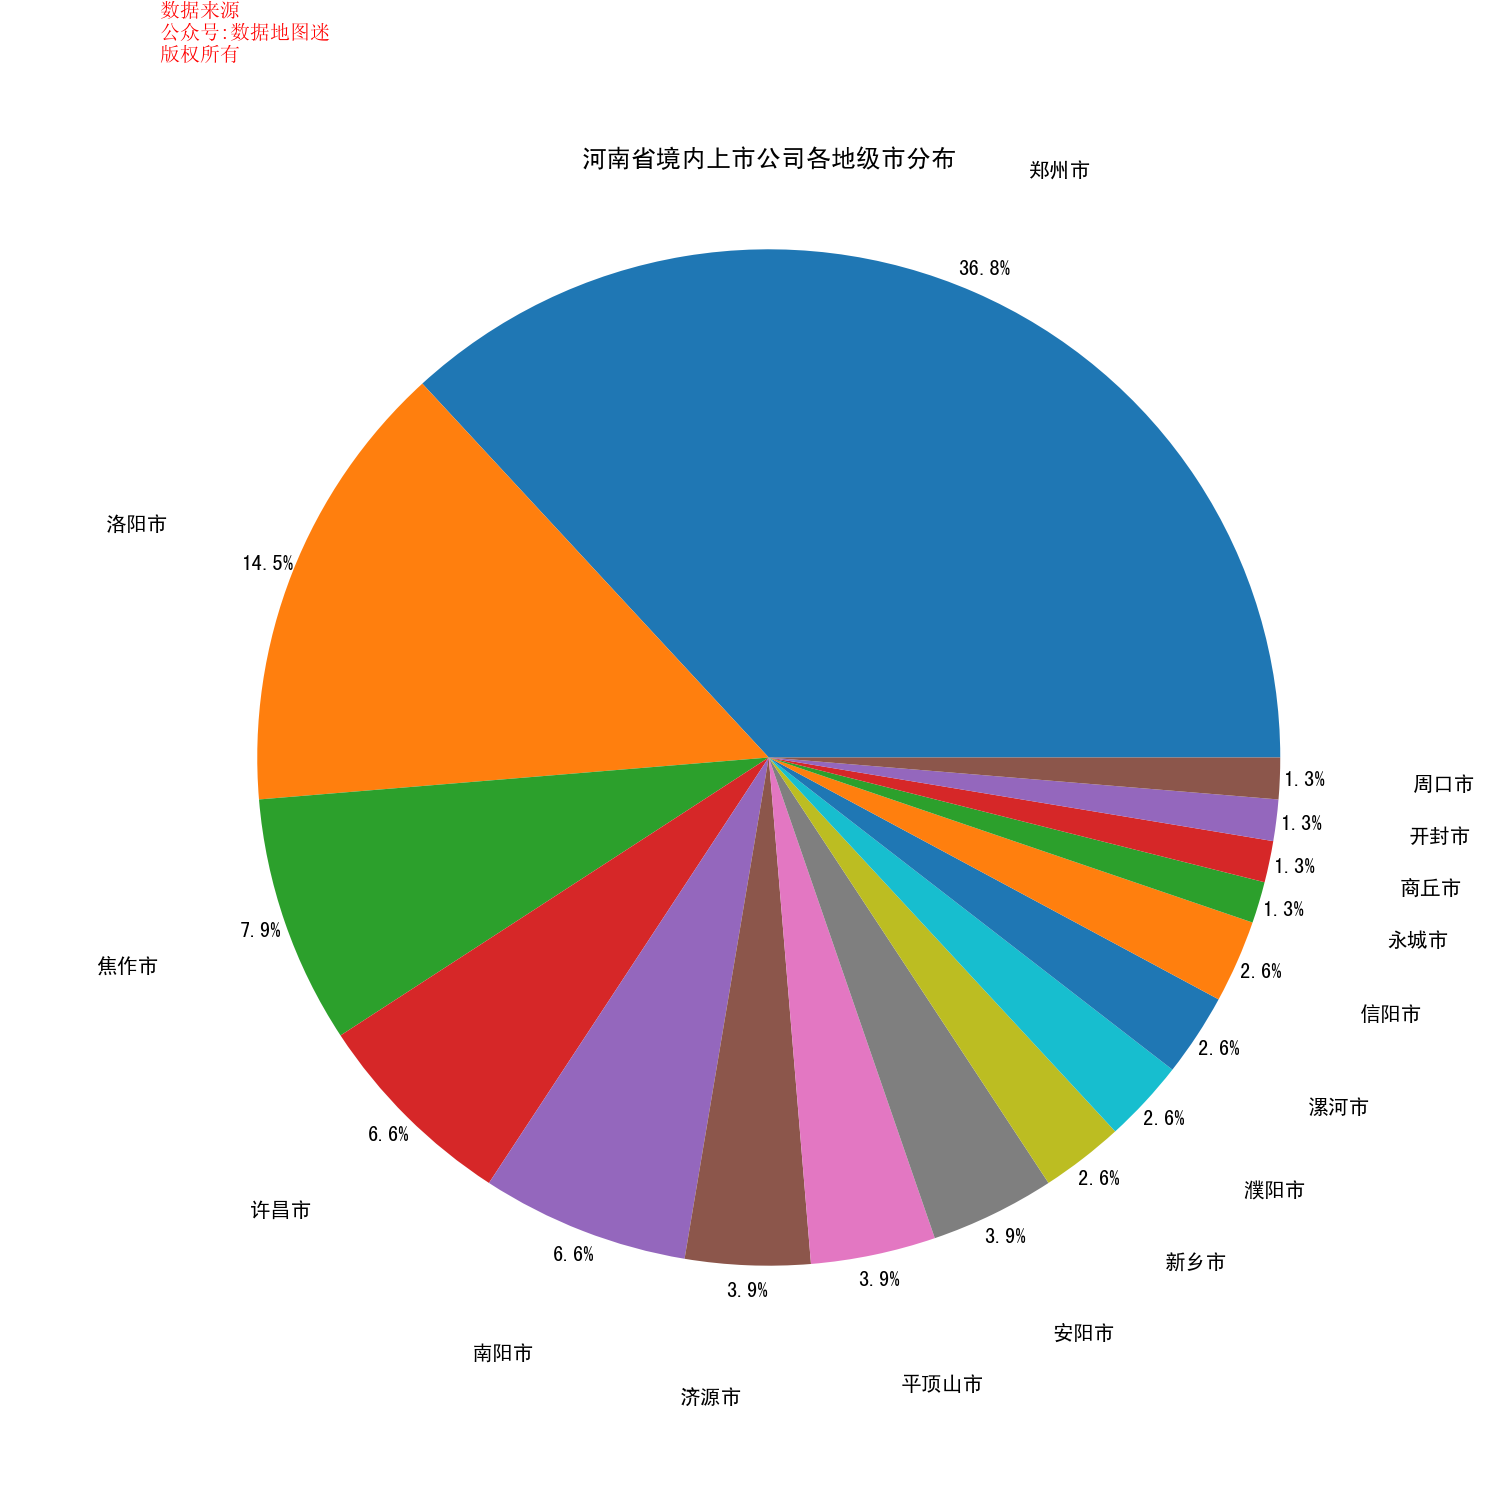 数据来源
公众号:数据地图迷
版权所有
河南省境内上市公司各地级市分布
郑州市
36.8%
洛阳市
14.5%
焦作市
7.9%
许昌市
6.6%
南阳市
6.6%
济源市
3.9%
平顶山市
3.9%
安阳市
3.9%
新乡市
2.6%
濮阳市
2.6%
漯河市
2.6%
信阳市
2.6%
永城市
1.3%
商丘市
1.3%
开封市
1.3%
周口市
1.3%